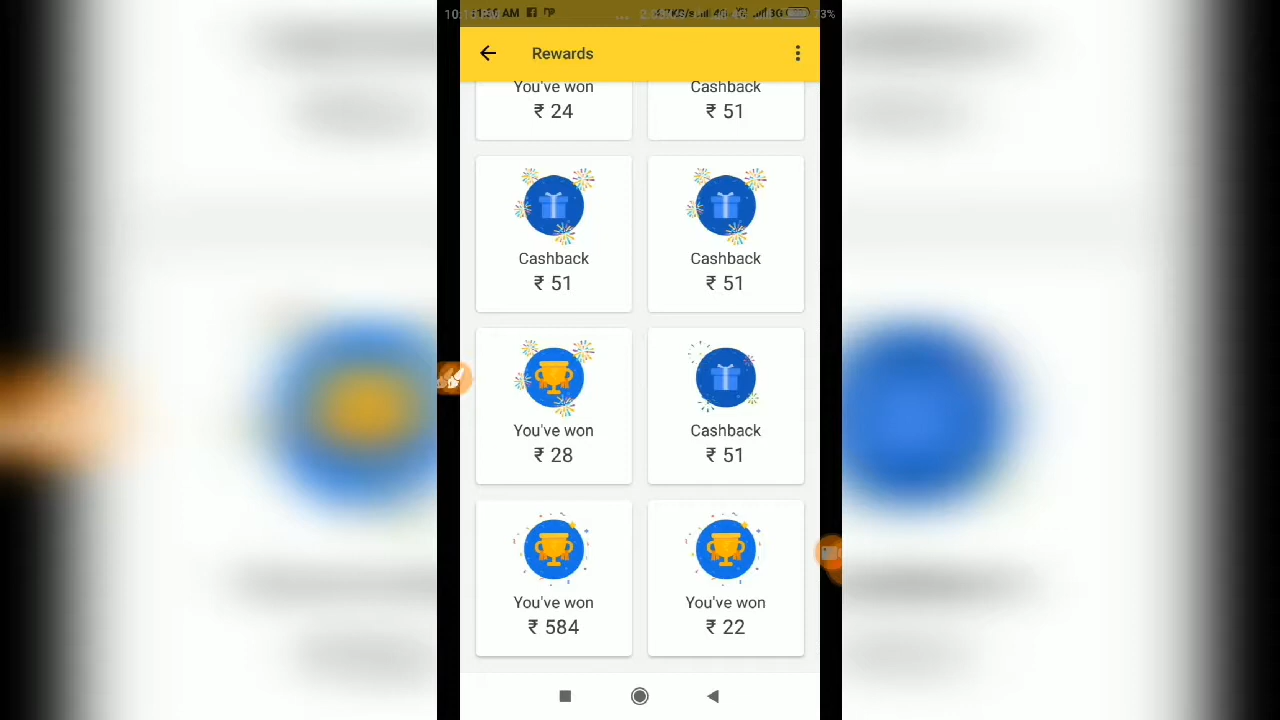 73%
Rewards
You've won
Cashback
₹ 24
₹ 51
Cashback
Cashback
₹ 51
₹ 51
You've won
Cashback
₹ 28
₹ 51
You've won
You've won
₹ 584
₹ 22